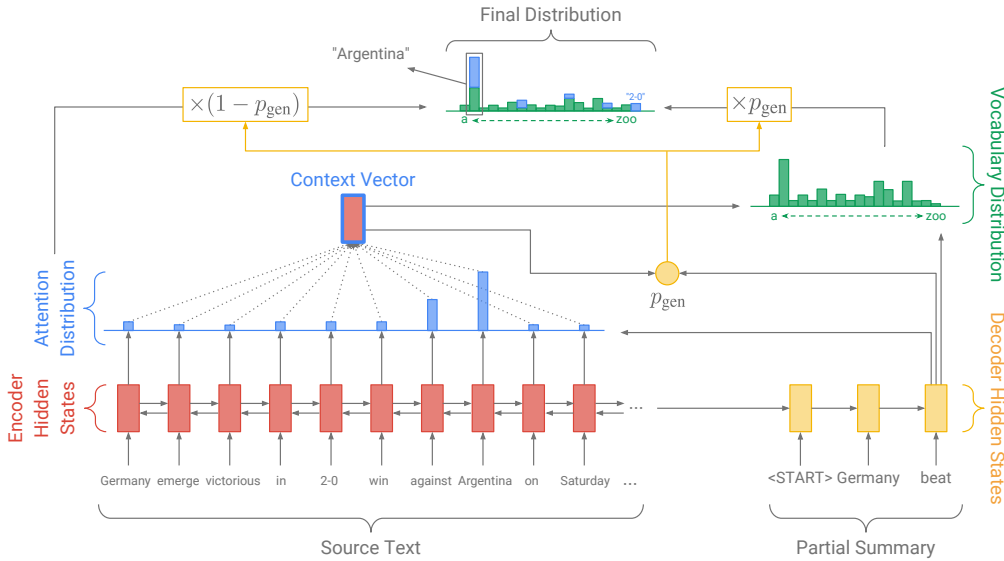 Final Distribution
"Argentina"
×(1 − p_gen)
"2-0"
×p_gen
a
zoo
Context Vector
Vocabulary Distribution
a
zoo
Attention
Distribution
p_gen
Encoder
Hidden
States
Decoder Hidden States
...
Germany emerge victorious in 2-0 win against Argentina on Saturday ...
<START> Germany beat
Source Text
Partial Summary